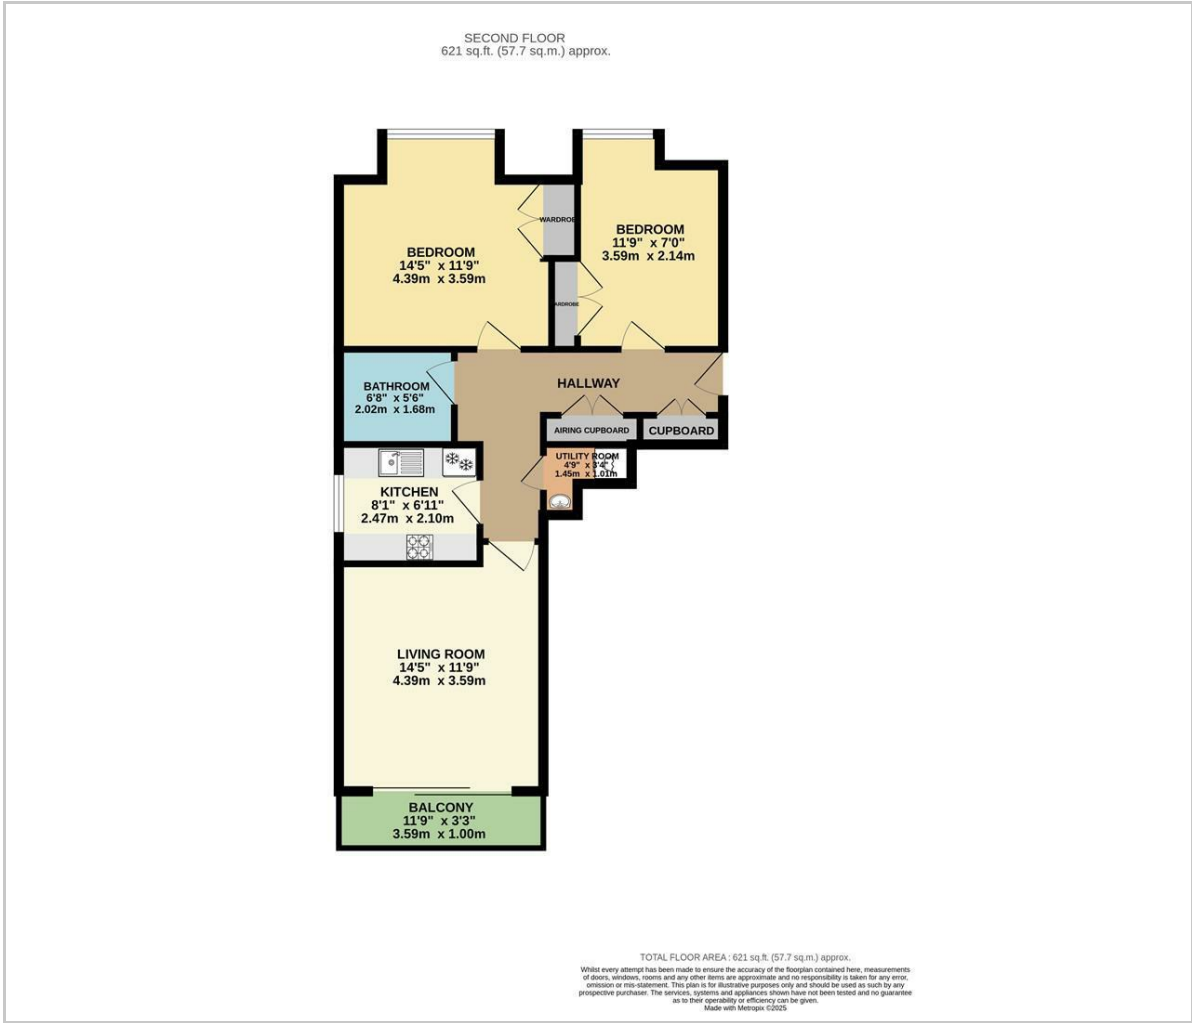 SECOND FLOOR
621 sq.ft. (57.7 sq.m.) approx.
WARDROB
BEDROOM
14'5" x 11'9"
4.39m x 3.59m
BEDROOM
11'9" x 7'0"
3.59m x 2.14m
ARDROBE
BATHROOM
6'8" x 5'6"
2.02m x 1.68m
HALLWAY
AIRING CUPBOARD
CUPBOARD
UTILITY ROOM
4'9" x 3'4"
1.45m x 1.01m
KITCHEN
8'1" x 6'11"
2.47m x 2.10m
LIVING ROOM
14'5" x 11'9"
4.39m x 3.59m
BALCONY
11'9" x 3'3"
3.59m x 1.00m
TOTAL FLOOR AREA : 621 sq.ft. (57.7 sq.m.) approx.
Whilst every attempt has been made to ensure the accuracy of the floorplan contained here, measurements
of doors, windows, rooms and any other items are approximate and no responsibility is taken for any error,
omission or mis-statement. This plan is for illustrative purposes only and should be used as such by any
prospective purchaser. The services, systems and appliances shown have not been tested and no guarantee
as to their operability or efficiency can be given.
Made with Metropix ©2025